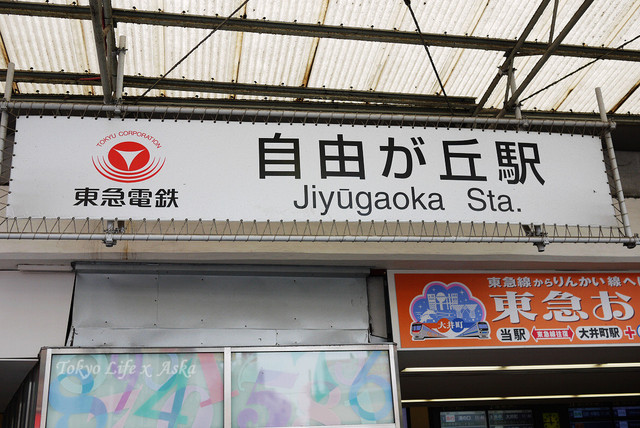 TOKYU CORPORATION
東急電鉄
自由が丘駅
Jiyūgaoka Sta.
東急線からりんかい線へ
東急お
大井町
当駅
大井町駅
Tokyo Life x Aska